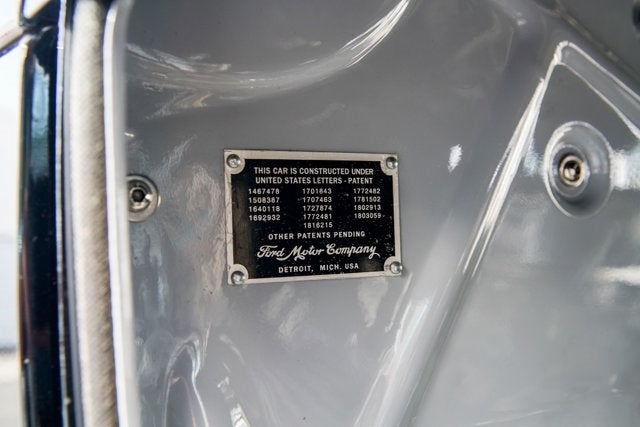 THIS CAR IS CONSTRUCTED UNDER
UNITED STATES LETTERS - PATENT
1467478 1701843 1772482
1508387 1707463 1781502
1640118 1727874 1802913
1692932 1772481 1803059
1816215
OTHER PATENTS PENDING
Ford Motor Company
DETROIT, MICH. USA